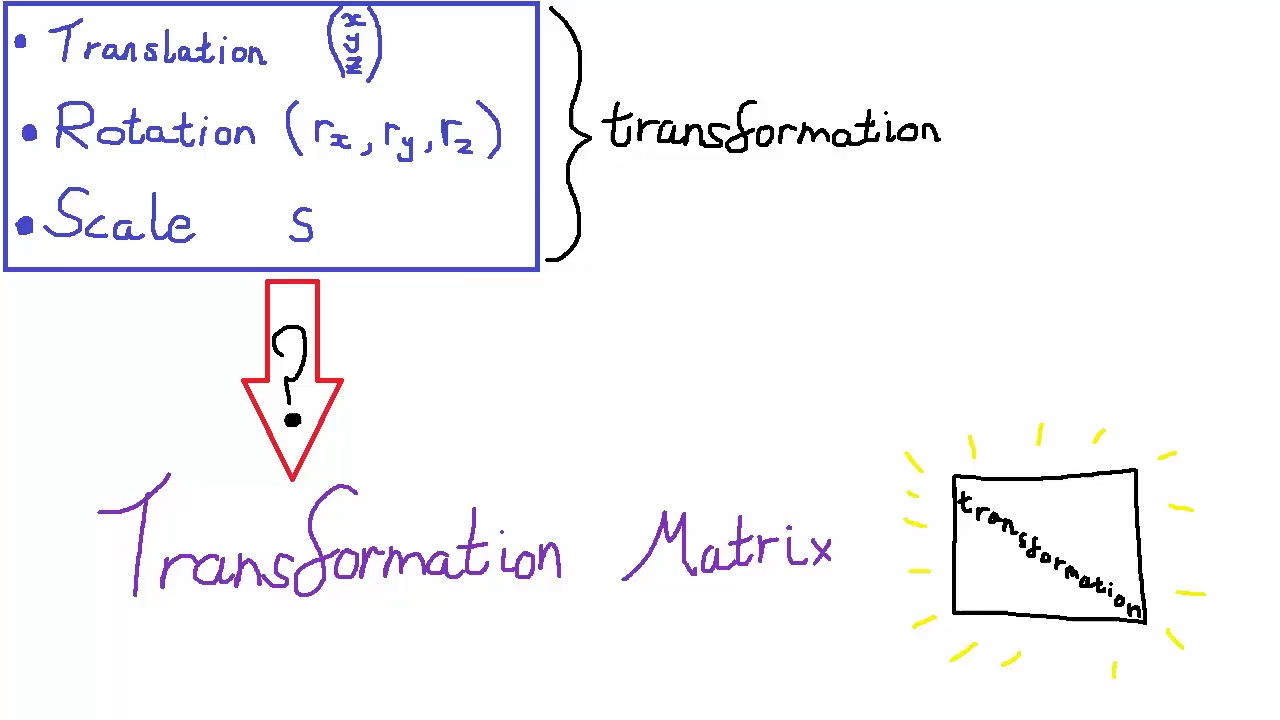 • Translation (x y z)
• Rotation (rx, ry, rz)
• Scale s
transformation
?
Transformation Matrix
transformation